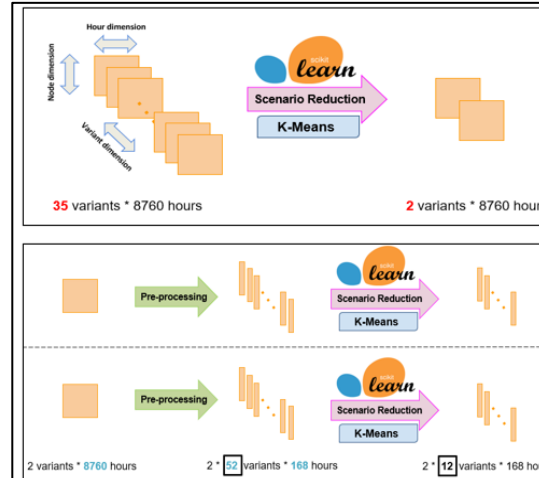 Hour dimension
Node dimension
Variant dimension
scikit
learn
Scenario Reduction
K-Means
35 variants * 8760 hours
2 variants * 8760 hour
Pre-processing
scikit
learn
Scenario Reduction
K-Means
Pre-processing
scikit
learn
Scenario Reduction
K-Means
2 variants * 8760 hours
2 * 52 variants * 168 hours
2 * 12 variants * 168 hour